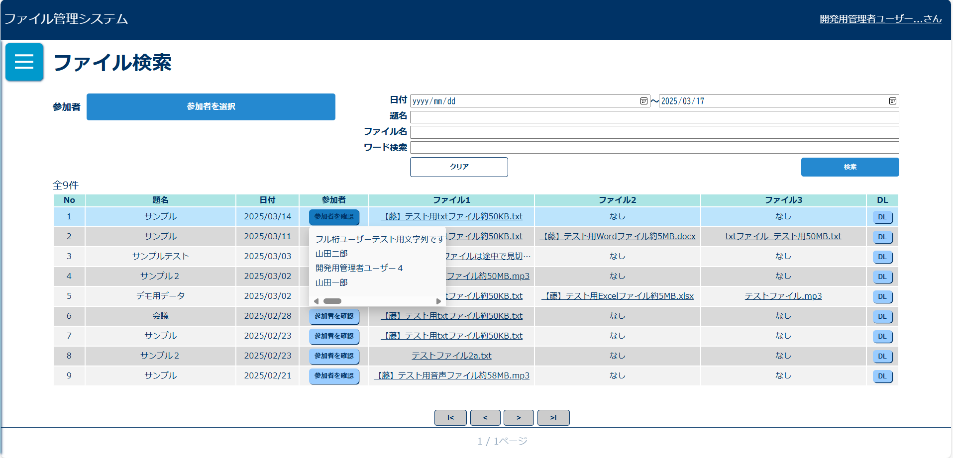 ファイル管理システム
開発用管理者ユーザー...さん
ファイル検索
参加者
参加者を選択
日付
yyyy/mm/dd
～
2025/03/17
題名
ファイル名
ワード検索
クリア
検索
全9件
No 題名 日付 参加者 ファイル1 ファイル2 ファイル3 DL
1 サンプル 2025/03/14 参加者を確認 【藤】テスト用txtファイル約50KB.txt なし なし DL
2 サンプル 2025/03/11 ファイル約50KB.txt 【藤】テスト用Wordファイル約5MB.docx txtファイル_テスト用50MB.txt DL
3 サンプルテスト 2025/03/03 ファイルは途中で見切… なし なし DL
4 サンプル２ 2025/03/02 ファイル約50MB.mp3 なし なし DL
5 デモ用データ 2025/03/02 ファイル約50KB.txt 【藤】テスト用Excelファイル約5MB.xlsx テストファイル.mp3 DL
フル桁ユーザーテスト用文字列です
山田二郎
開発用管理者ユーザー４
山田一郎
6 会議 2025/02/28 参加者を確認 【藤】テスト用txtファイル約50KB.txt なし なし DL
7 サンプル 2025/02/23 参加者を確認 【藤】テスト用txtファイル約50KB.txt なし なし DL
8 サンプル２ 2025/02/23 参加者を確認 テストファイル2a.txt なし なし DL
9 サンプル 2025/02/21 参加者を確認 【藤】テスト用音声ファイル約58MB.mp3 なし なし DL
|< < > >|
1 / 1ページ